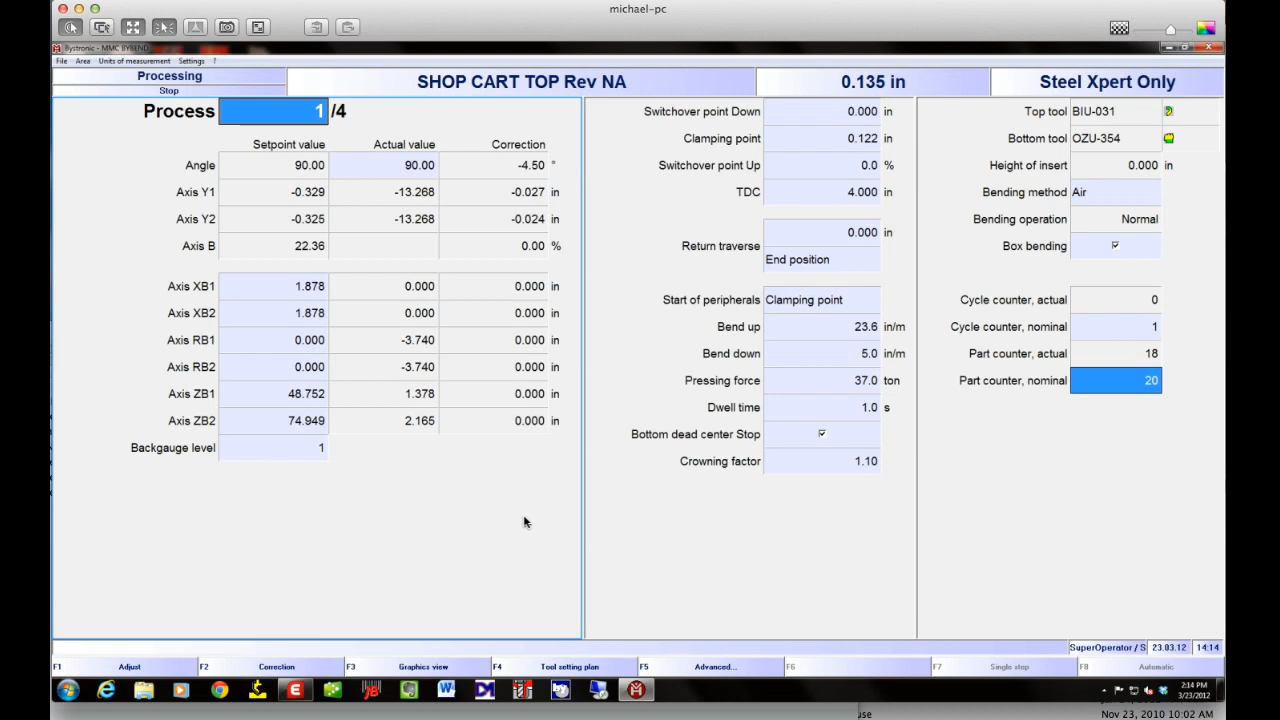 michael-pc
Bystronic - MMC BYBEND
File Area Units of measurement Settings ?
Processing
Stop
SHOP CART TOP Rev NA
0.135 in
Steel Xpert Only
Process 1 /4
Setpoint value Actual value Correction
Angle 90.00 90.00 -4.50 °
Axis Y1 -0.329 -13.268 -0.027 in
Axis Y2 -0.325 -13.268 -0.024 in
Axis B 22.36 0.00 %
Axis XB1 1.878 0.000 0.000 in
Axis XB2 1.878 0.000 0.000 in
Axis RB1 0.000 -3.740 0.000 in
Axis RB2 0.000 -3.740 0.000 in
Axis ZB1 48.752 1.378 0.000 in
Axis ZB2 74.949 2.165 0.000 in
Backgauge level 1
Switchover point Down 0.000 in
Clamping point 0.122 in
Switchover point Up 0.0 %
TDC 4.000 in
Return traverse 0.000 in
End position
Start of peripherals Clamping point
Bend up 23.6 in/m
Bend down 5.0 in/m
Pressing force 37.0 ton
Dwell time 1.0 s
Bottom dead center Stop
Crowning factor 1.10
Top tool BIU-031
Bottom tool OZU-354
Height of insert 0.000 in
Bending method Air
Bending operation Normal
Box bending
Cycle counter, actual 0
Cycle counter, nominal 1
Part counter, actual 18
Part counter, nominal 20
SuperOperator / S 23.03.12 14:14
F1 Adjust F2 Correction F3 Graphics view F4 Tool setting plan F5 Advanced... F6 F7 Single step F8 Automatic
2:14 PM
3/23/2012
use
Nov 23, 2010 10:02 AM